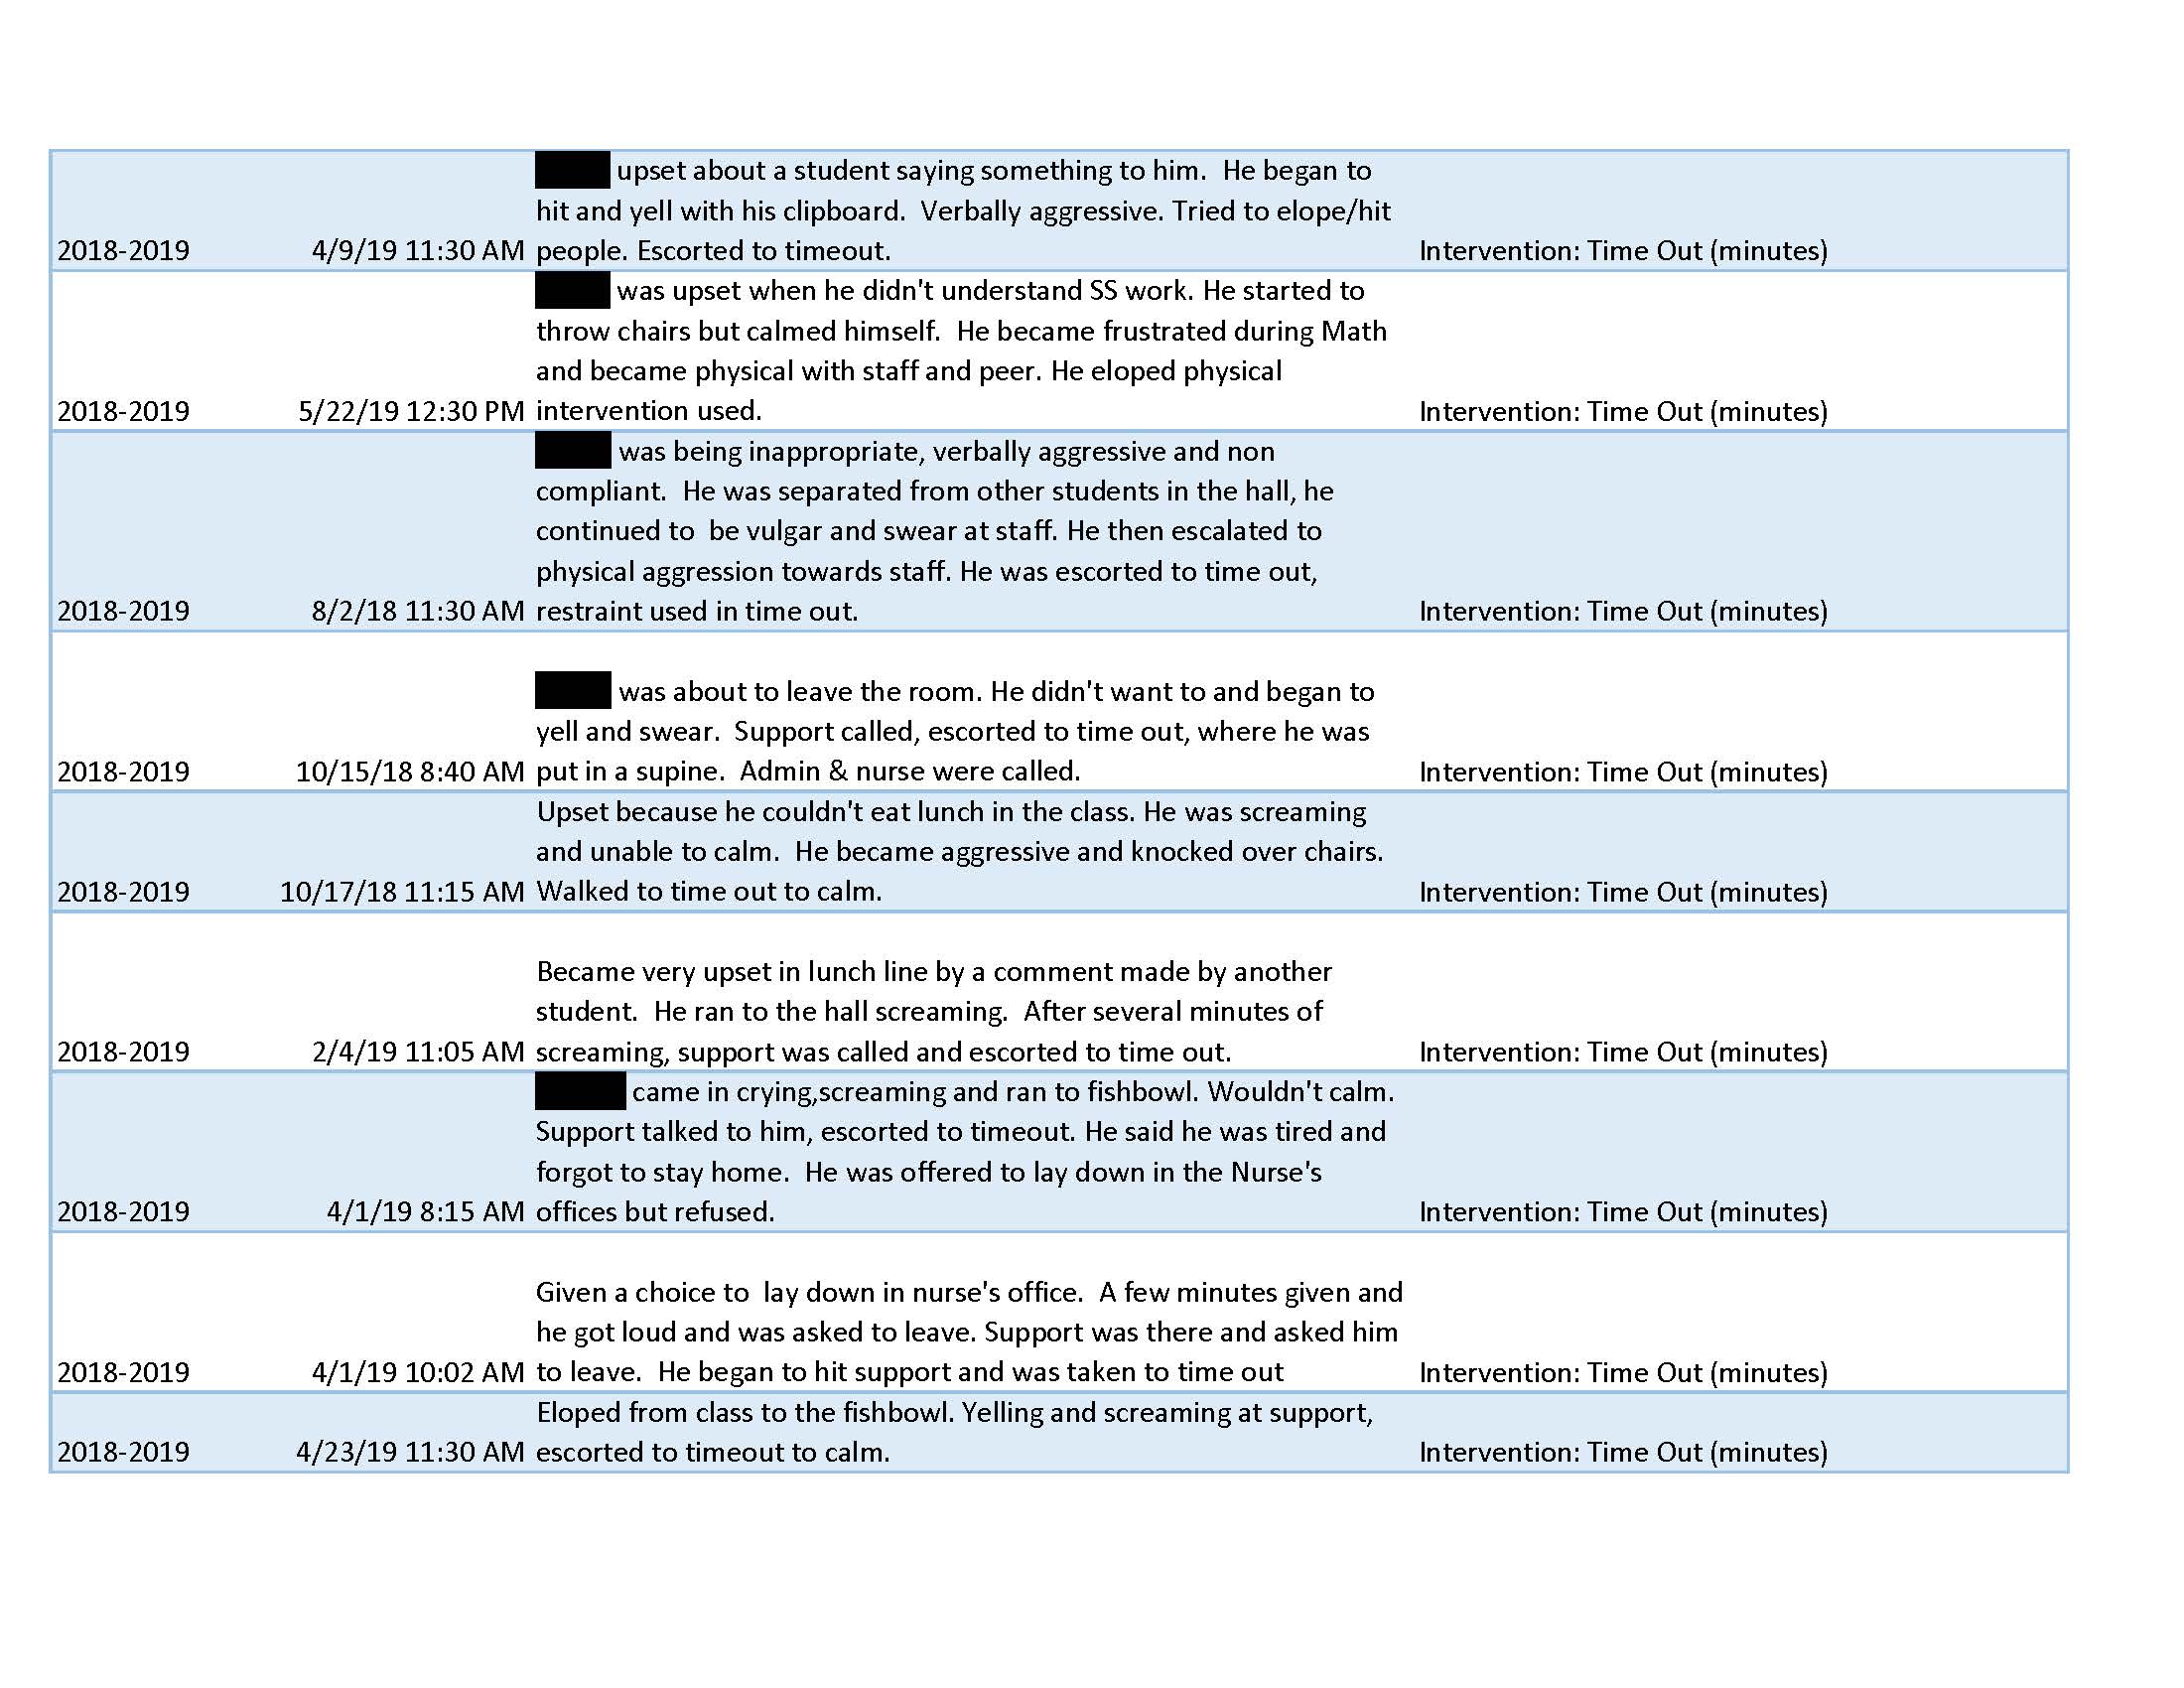 upset about a student saying something to him.  He began to
hit and yell with his clipboard.  Verbally aggressive. Tried to elope/hit
2018-2019 4/9/19 11:30 AM people. Escorted to timeout. Intervention: Time Out (minutes)
was upset when he didn't understand SS work. He started to
throw chairs but calmed himself.  He became frustrated during Math
and became physical with staff and peer. He eloped physical
2018-2019 5/22/19 12:30 PM intervention used. Intervention: Time Out (minutes)
was being inappropriate, verbally aggressive and non
compliant.  He was separated from other students in the hall, he
continued to  be vulgar and swear at staff. He then escalated to
physical aggression towards staff. He was escorted to time out,
2018-2019 8/2/18 11:30 AM restraint used in time out. Intervention: Time Out (minutes)
was about to leave the room. He didn't want to and began to
yell and swear.  Support called, escorted to time out, where he was
2018-2019 10/15/18 8:40 AM put in a supine.  Admin & nurse were called. Intervention: Time Out (minutes)
Upset because he couldn't eat lunch in the class. He was screaming
and unable to calm.  He became aggressive and knocked over chairs.
2018-2019 10/17/18 11:15 AM Walked to time out to calm. Intervention: Time Out (minutes)
Became very upset in lunch line by a comment made by another
student.  He ran to the hall screaming.  After several minutes of
2018-2019 2/4/19 11:05 AM screaming, support was called and escorted to time out. Intervention: Time Out (minutes)
came in crying,screaming and ran to fishbowl. Wouldn't calm.
Support talked to him, escorted to timeout. He said he was tired and
forgot to stay home.  He was offered to lay down in the Nurse's
2018-2019 4/1/19 8:15 AM offices but refused. Intervention: Time Out (minutes)
Given a choice to  lay down in nurse's office.  A few minutes given and
he got loud and was asked to leave. Support was there and asked him
2018-2019 4/1/19 10:02 AM to leave.  He began to hit support and was taken to time out Intervention: Time Out (minutes)
Eloped from class to the fishbowl. Yelling and screaming at support,
2018-2019 4/23/19 11:30 AM escorted to timeout to calm. Intervention: Time Out (minutes)